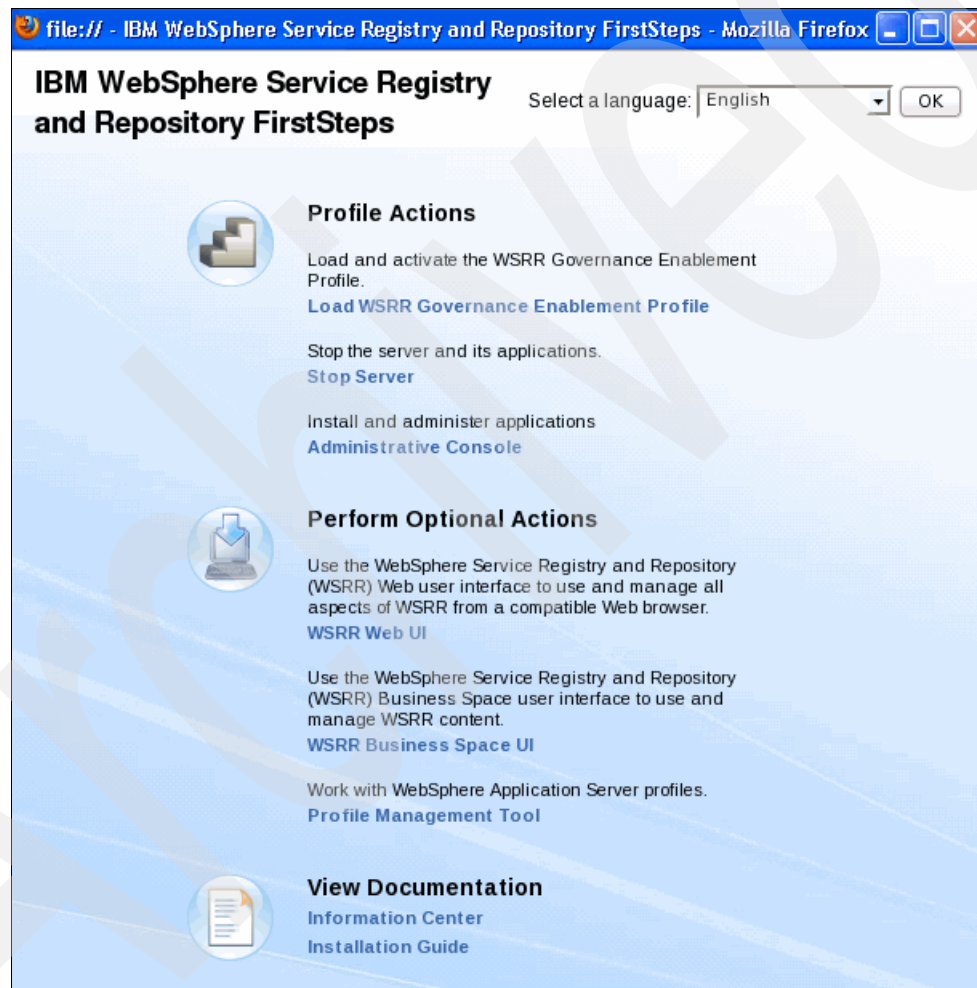 file:// - IBM WebSphere Service Registry and Repository FirstSteps - Mozilla Firefox
IBM WebSphere Service Registry
and Repository FirstSteps
Select a language: English OK
Profile Actions
Load and activate the WSRR Governance Enablement
Profile.
Load WSRR Governance Enablement Profile
Stop the server and its applications.
Stop Server
Install and administer applications
Administrative Console
Perform Optional Actions
Use the WebSphere Service Registry and Repository
(WSRR) Web user interface to use and manage all
aspects of WSRR from a compatible Web browser.
WSRR Web UI
Use the WebSphere Service Registry and Repository
(WSRR) Business Space user interface to use and
manage WSRR content.
WSRR Business Space UI
Work with WebSphere Application Server profiles.
Profile Management Tool
View Documentation
Information Center
Installation Guide